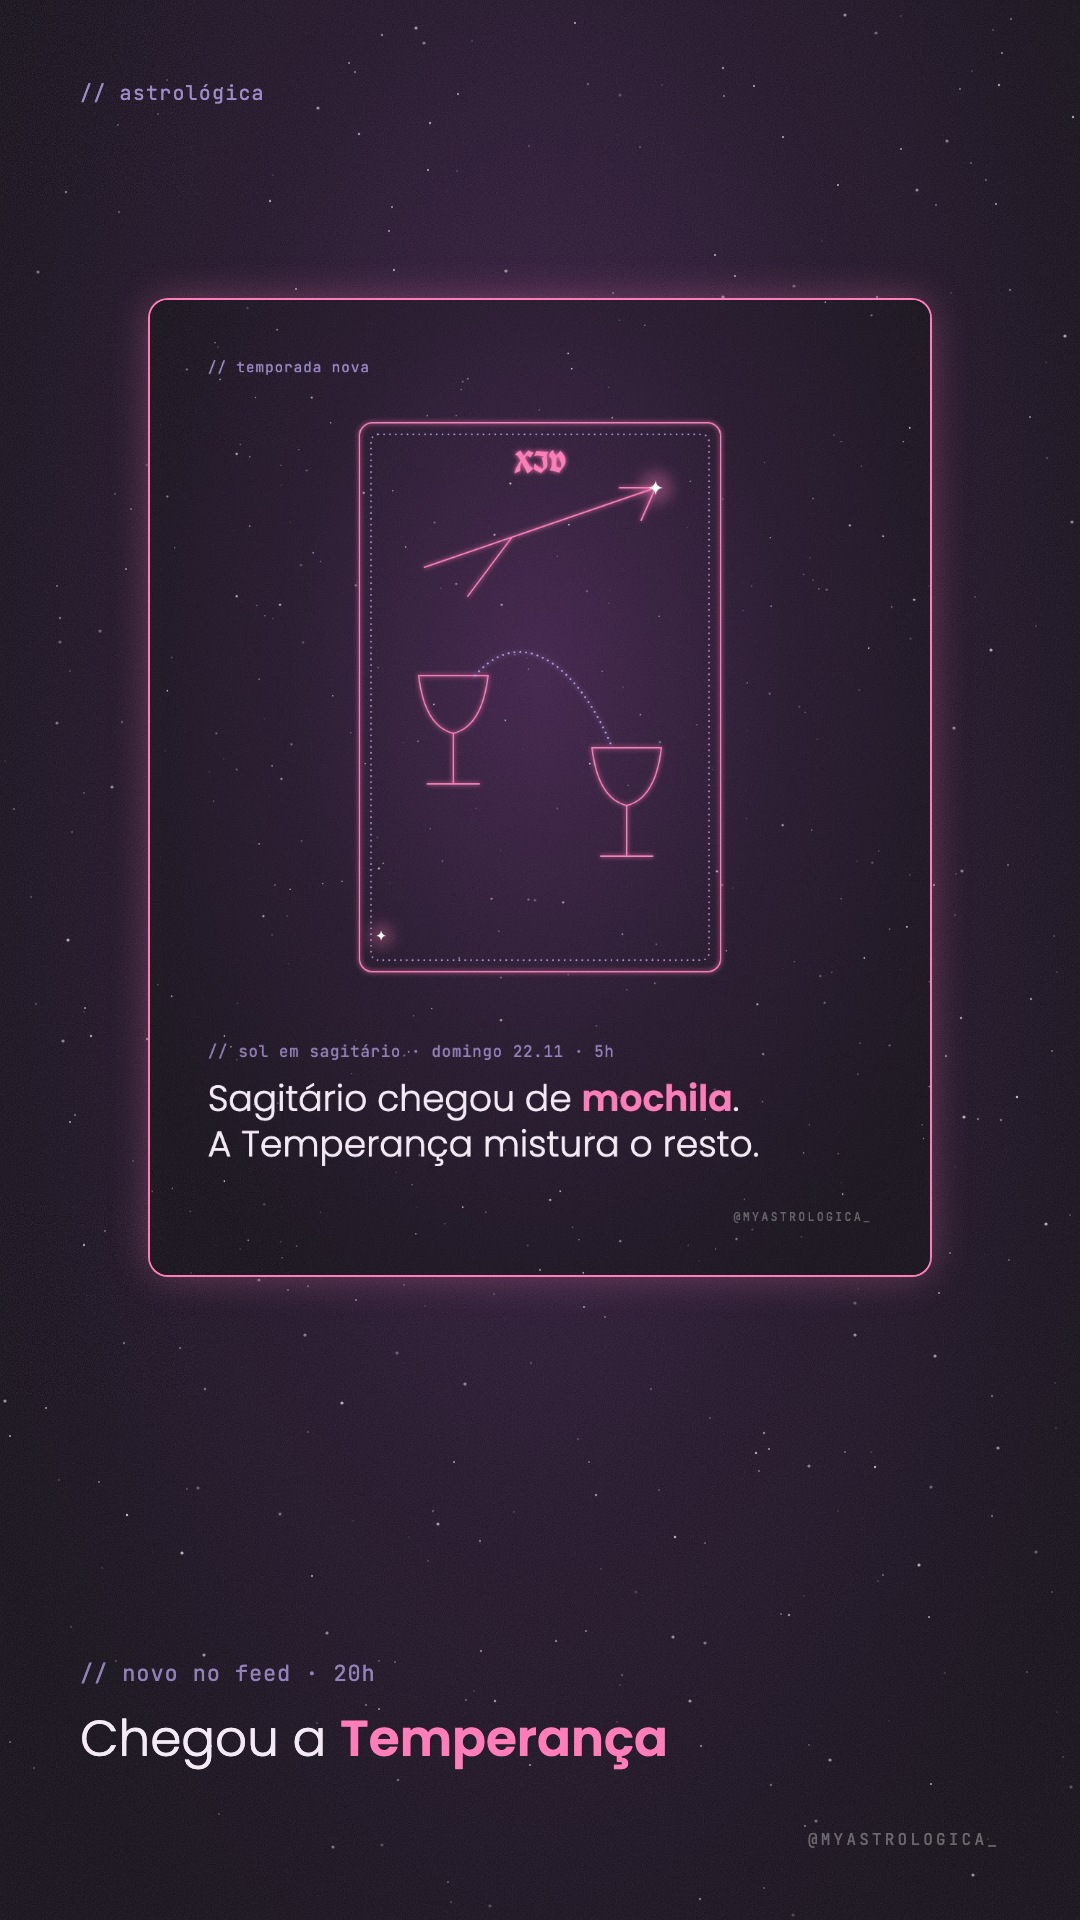 // astrológica
// temporada nova
XIV
// sol em sagitário · domingo 22.11 · 5h
Sagitário chegou de mochila.
A Temperança mistura o resto.
@MYASTROLOGICA_
// novo no feed · 20h
Chegou a Temperança
@MYASTROLOGICA_